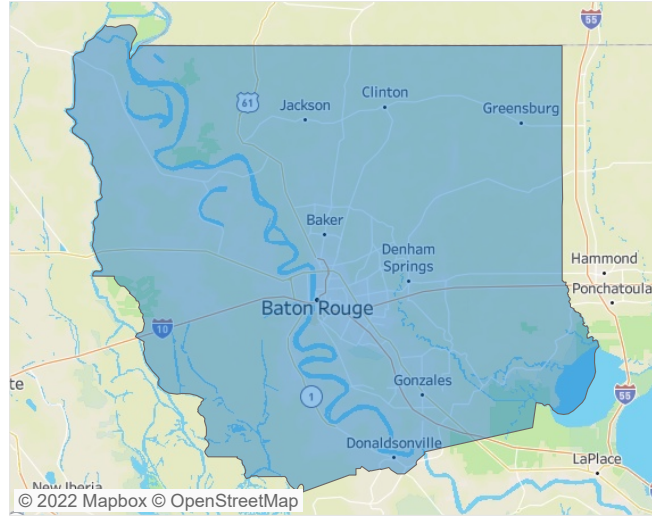 55
61
Jackson
Clinton
Greensburg
Baker
Denham
Springs
Hammond
Ponchatoula
Baton Rouge
10
te
Gonzales
1
55
Donaldsonville
LaPlace
New Iberia
© 2022 Mapbox © OpenStreetMap